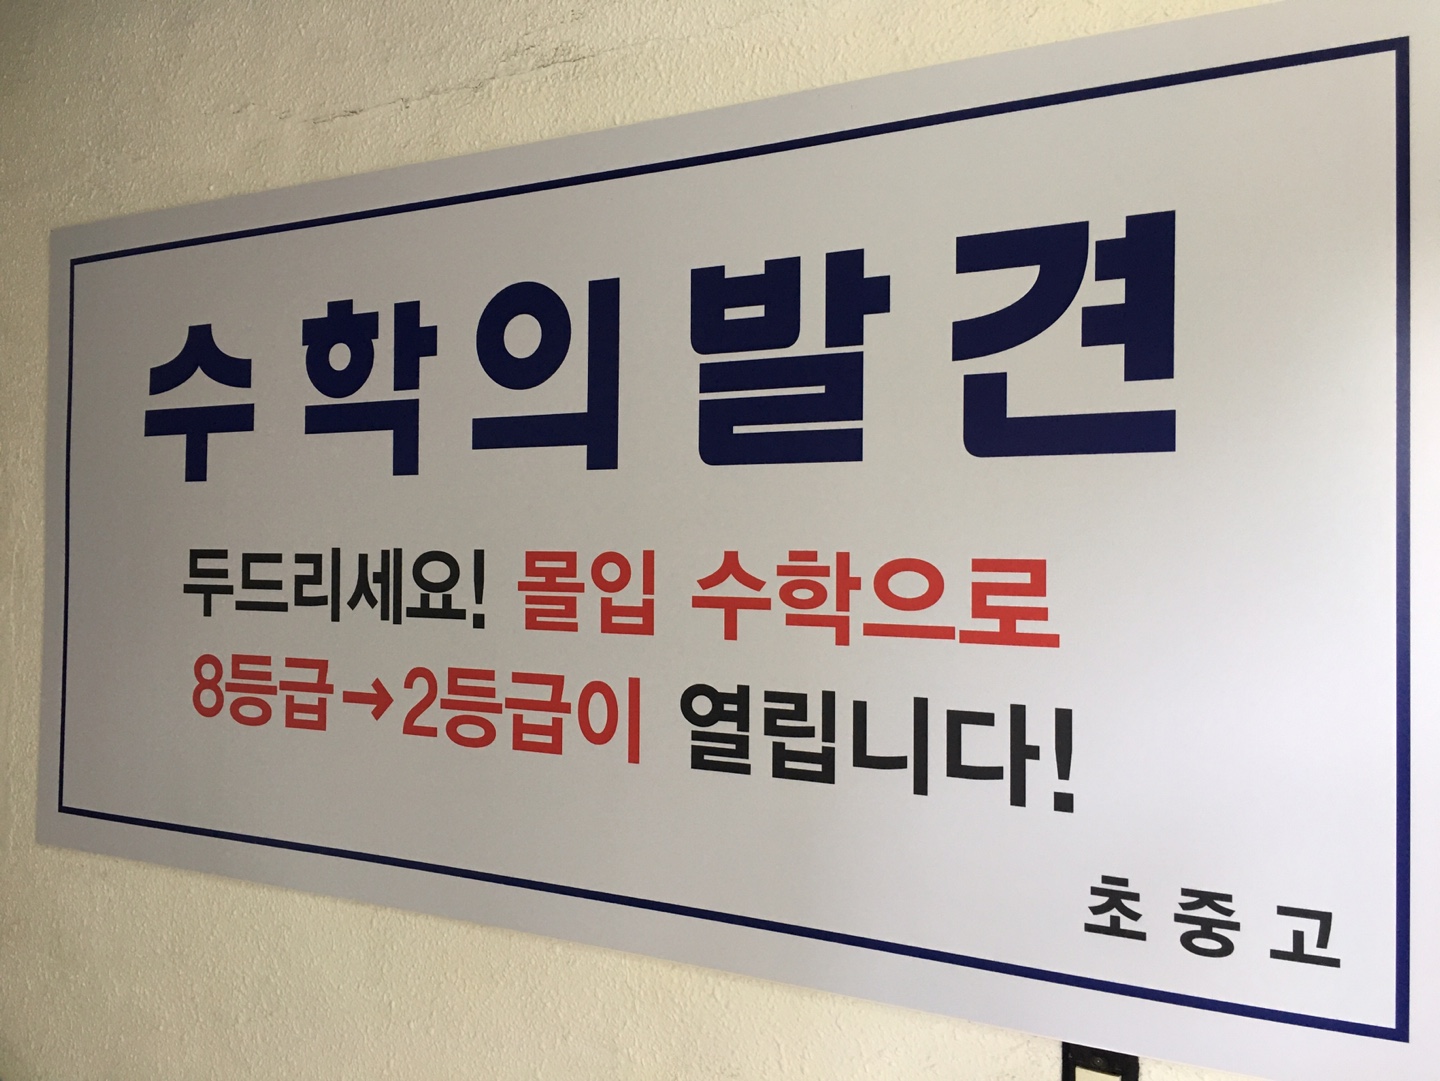 수학의발견
두드리세요! 몰입 수학으로
8등급→2등급이 열립니다!
초중고